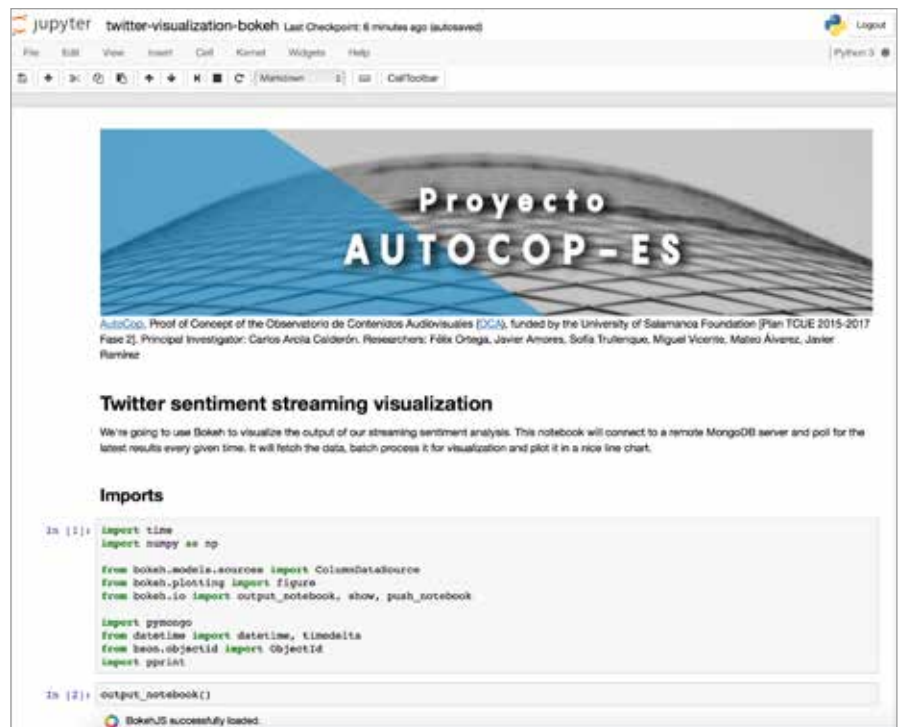 jupyter twitter-visualization-bokeh Last Checkpoint: 6 minutes ago (autosaved) Logout
File Edit View Insert Cell Kernel Widgets Help Python 3
Markdown CellToolbar
Proyecto
AUTOCOP-ES
AutoCop, Proof of Concept of the Observatorio de Contenidos Audiovisuales (OCA), funded by the University of Salamanca Foundation [Plan TCUE 2015-2017
Fase 2]. Principal Investigator: Carlos Arcila Calderón. Researchers: Félix Ortega, Javier Amores, Sofía Trullenque, Miguel Vicente, Mateo Álvarez, Javier
Ramírez
Twitter sentiment streaming visualization
We're going to use Bokeh to visualize the output of our streaming sentiment analysis. This notebook will connect to a remote MongoDB server and poll for the
latest results every given time. It will fetch the data, batch process it for visualization and plot it in a nice line chart.
Imports
In [1]: import time
import numpy as np
from bokeh.models.sources import ColumnDataSource
from bokeh.plotting import figure
from bokeh.io import output_notebook, show, push_notebook
import pymongo
from datetime import datetime, timedelta
from bson.objectid import ObjectId
import pprint
In [2]: output_notebook()
BokehJS successfully loaded.